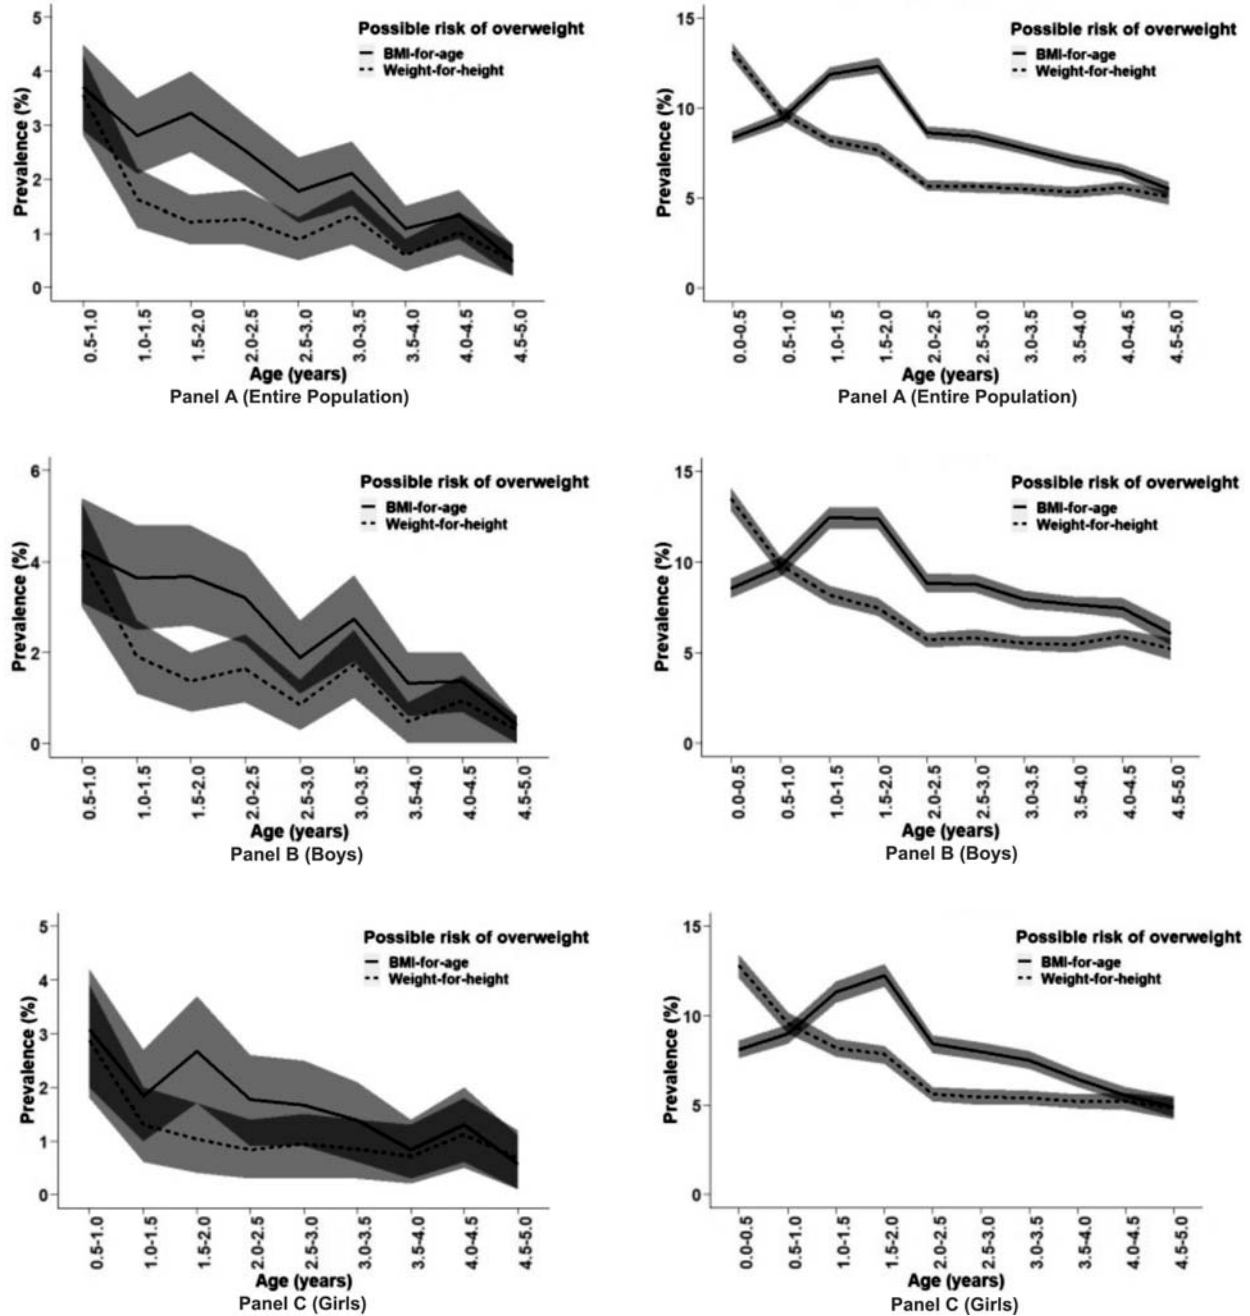 Possible risk of overweight
BMI-for-age
Weight-for-height
5
4
3
2
1
0
Prevalence (%)
0.5-1.0
1.0-1.5
1.5-2.0
2.0-2.5
2.5-3.0
3.0-3.5
3.5-4.0
4.0-4.5
4.5-5.0
Age (years)
Panel A (Entire Population)
Possible risk of overweight
BMI-for-age
Weight-for-height
15
10
5
0
Prevalence (%)
0.0-0.5
0.5-1.0
1.0-1.5
1.5-2.0
2.0-2.5
2.5-3.0
3.0-3.5
3.5-4.0
4.0-4.5
4.5-5.0
Age (years)
Panel A (Entire Population)
Possible risk of overweight
BMI-for-age
Weight-for-height
6
4
2
0
Prevalence (%)
0.5-1.0
1.0-1.5
1.5-2.0
2.0-2.5
2.5-3.0
3.0-3.5
3.5-4.0
4.0-4.5
4.5-5.0
Age (years)
Panel B (Boys)
Possible risk of overweight
BMI-for-age
Weight-for-height
15
10
5
0
Prevalence (%)
0.0-0.5
0.5-1.0
1.0-1.5
1.5-2.0
2.0-2.5
2.5-3.0
3.0-3.5
3.5-4.0
4.0-4.5
4.5-5.0
Age (years)
Panel B (Boys)
Possible risk of overweight
BMI-for-age
Weight-for-height
5
4
3
2
1
0
Prevalence (%)
0.5-1.0
1.0-1.5
1.5-2.0
2.0-2.5
2.5-3.0
3.0-3.5
3.5-4.0
4.0-4.5
4.5-5.0
Age (years)
Panel C (Girls)
Possible risk of overweight
BMI-for-age
Weight-for-height
15
10
5
0
Prevalence (%)
0.0-0.5
0.5-1.0
1.0-1.5
1.5-2.0
2.0-2.5
2.5-3.0
3.0-3.5
3.5-4.0
4.0-4.5
4.5-5.0
Age (years)
Panel C (Girls)